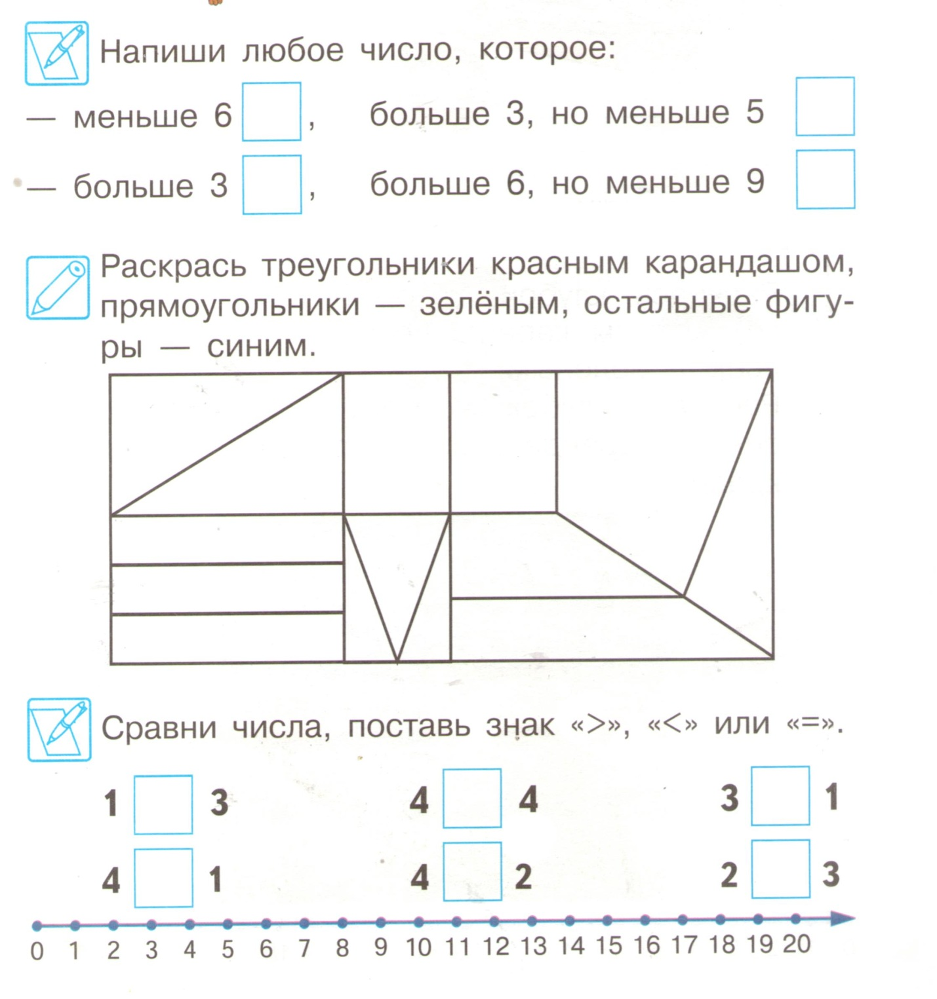 Напиши любое число, которое:
— меньше 6 , больше 3, но меньше 5
— больше 3 , больше 6, но меньше 9
Раскрась треугольники красным карандашом,
прямоугольники — зелёным, остальные фигу-
ры — синим.
Сравни числа, поставь знак «>», «<» или «=».
1 3 4 4 3 1
4 1 4 2 2 3
0 1 2 3 4 5 6 7 8 9 10 11 12 13 14 15 16 17 18 19 20